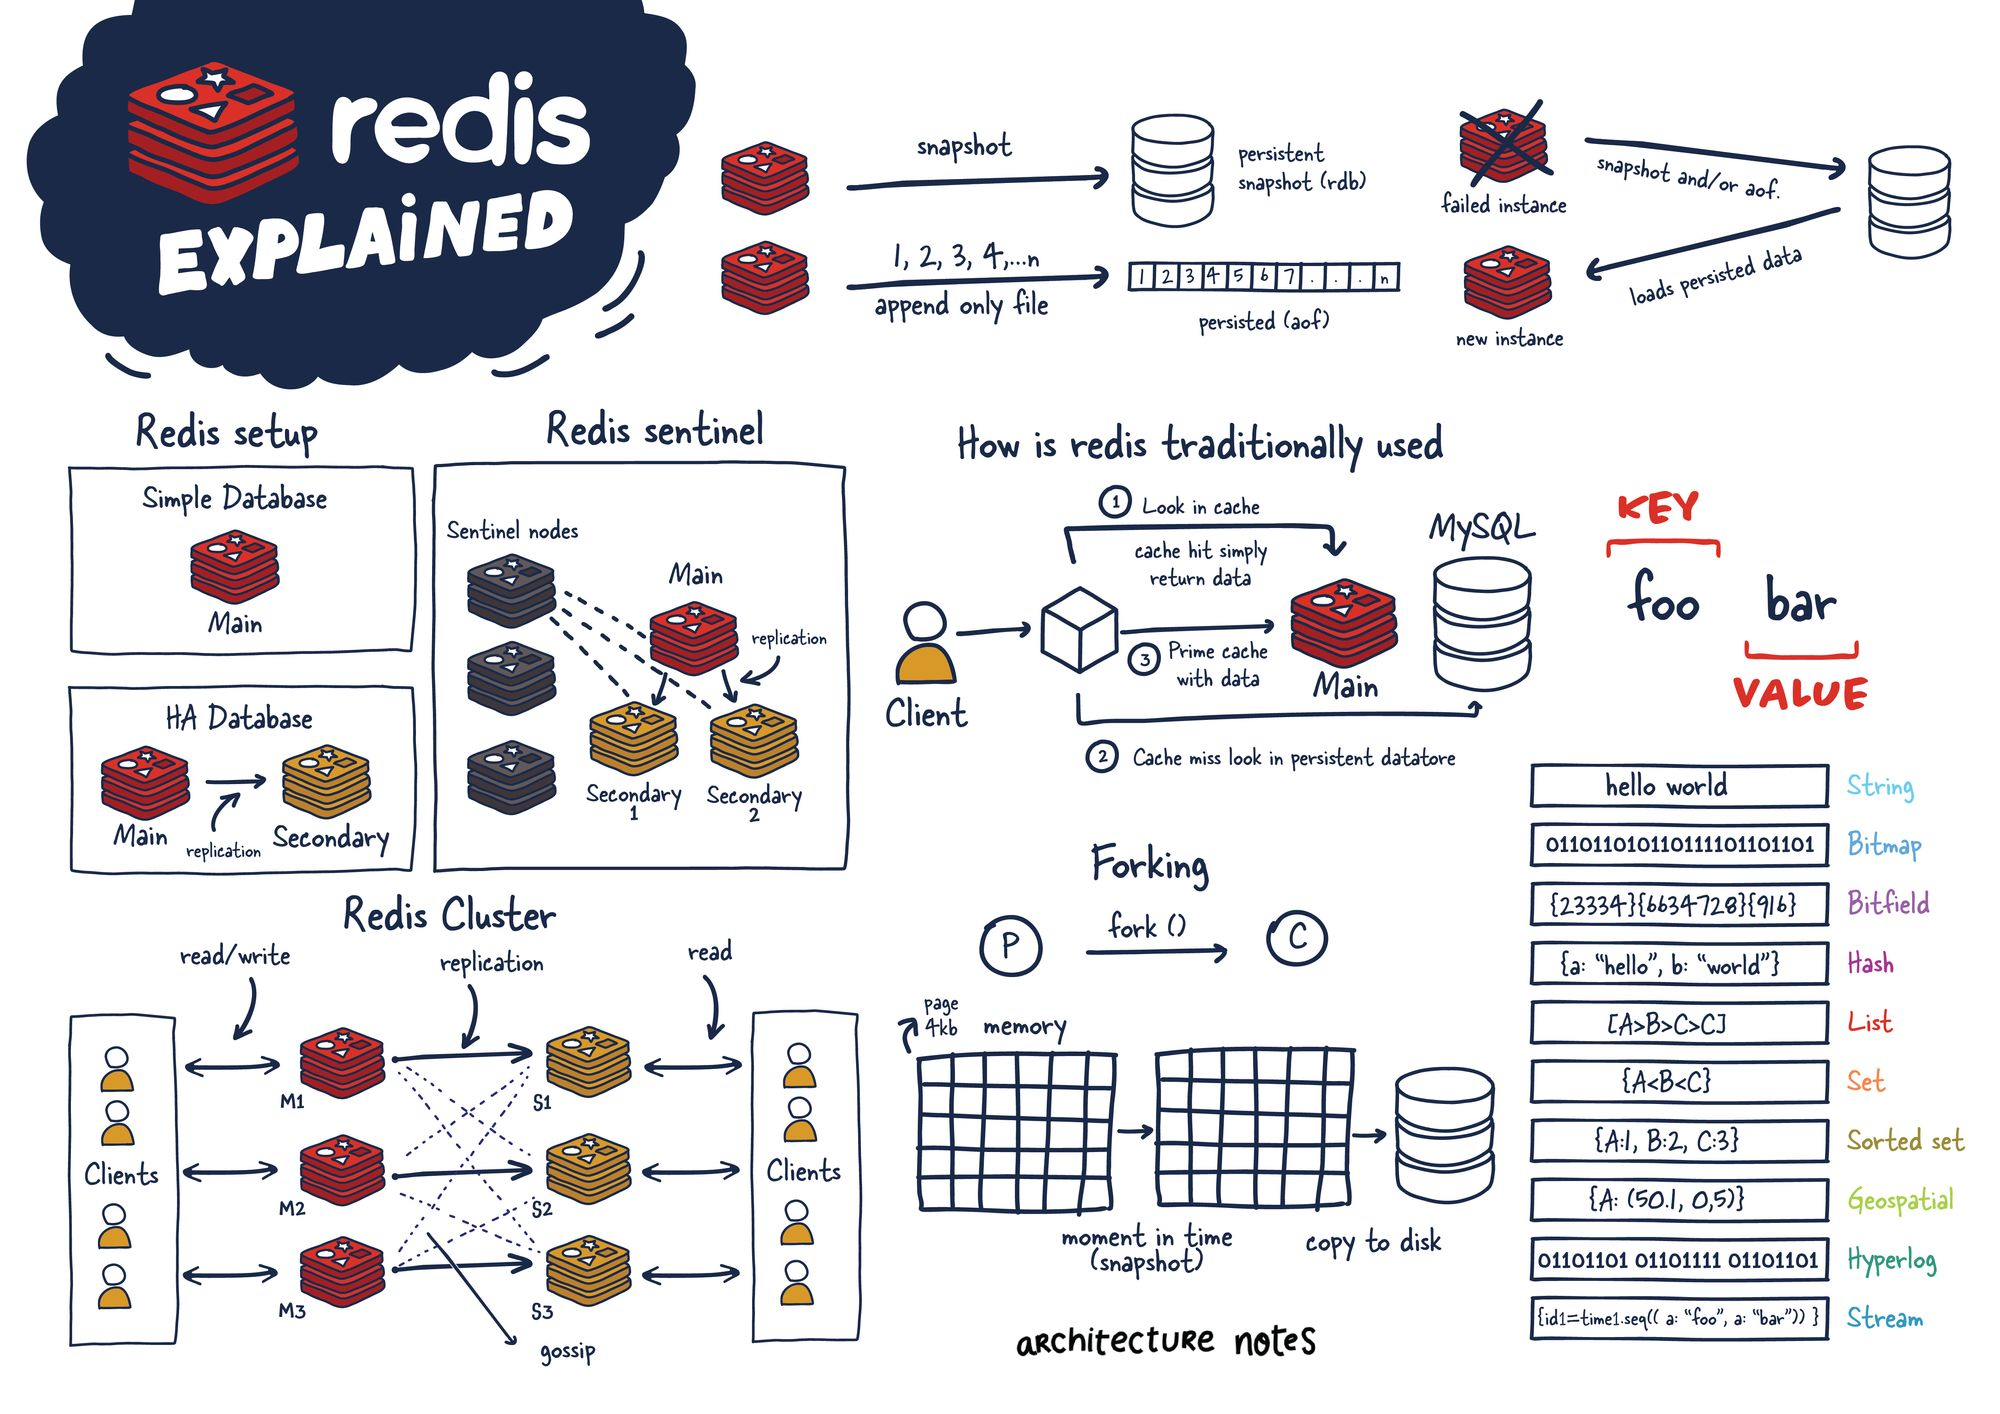 redis
EXPLAINED
snapshot
persistent
snapshot (rdb)
1, 2, 3, 4,...n
append only file
1 2 3 4 5 6 7 . . . n
persisted (aof)
failed instance
snapshot and/or aof.
loads persisted data
new instance
Redis setup
Simple Database
Main
HA Database
Main
replication
Secondary
Redis sentinel
Sentinel nodes
Main
replication
Secondary
1
Secondary
2
How is redis traditionally used
1 Look in cache
cache hit simply
return data
MySQL
3 Prime cache
with data
Client
Main
2 Cache miss look in persistent datatore
KEY
foo bar
VALUE
Redis Cluster
read/write
replication
read
Clients
M1
M2
M3
S1
S2
S3
Clients
gossip
Forking
P
fork ()
C
page
4kb
memory
moment in time
(snapshot)
copy to disk
architecture notes
hello world String
011011010110111101101101 Bitmap
{23334}{6634728}{916} Bitfield
{a: "hello", b: "world"} Hash
[A>B>C>C] List
{A<B<C} Set
{A:1, B:2, C:3} Sorted set
{A: (50.1, 0,5)} Geospatial
01101101 01101111 01101101 Hyperlog
{id1=time1.seq(( a: "foo", a: "bar")) } Stream